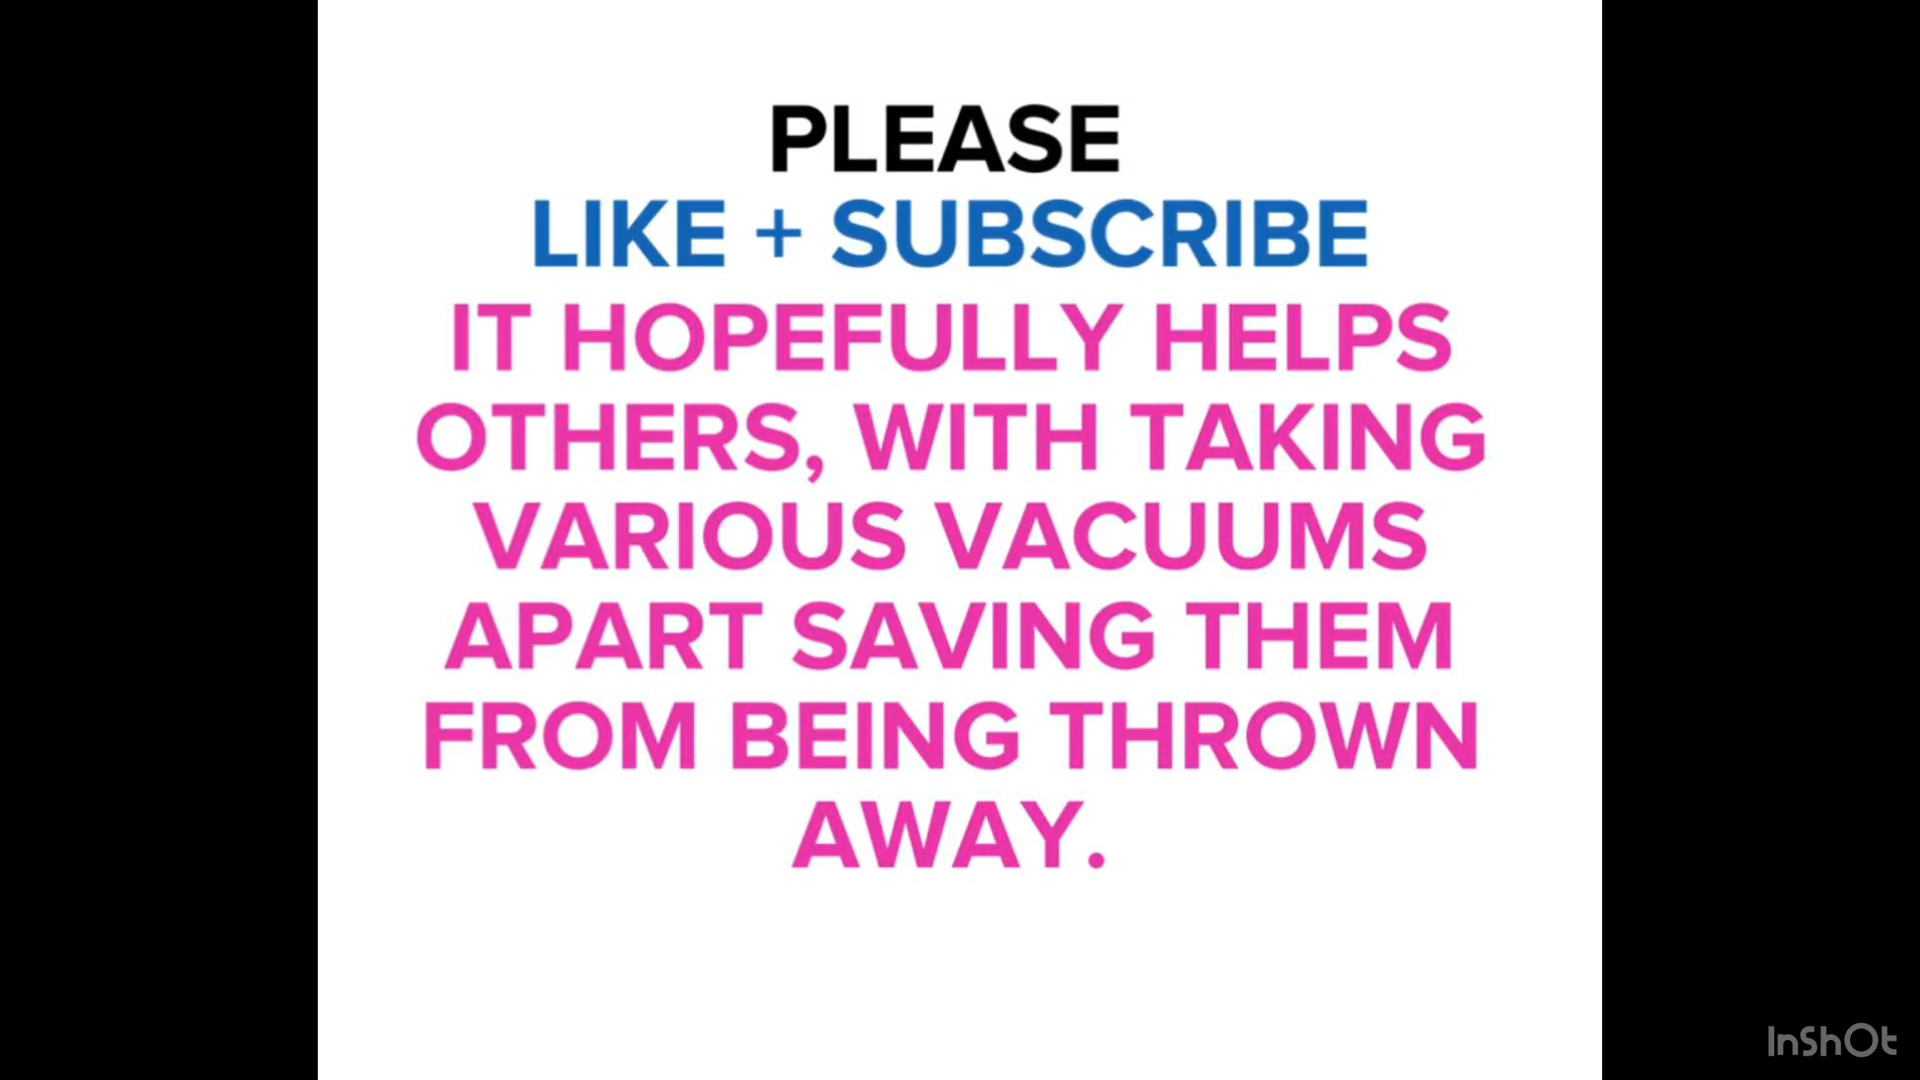 PLEASE
LIKE + SUBSCRIBE
IT HOPEFULLY HELPS
OTHERS, WITH TAKING
VARIOUS VACUUMS
APART SAVING THEM
FROM BEING THROWN
AWAY.
InShOt